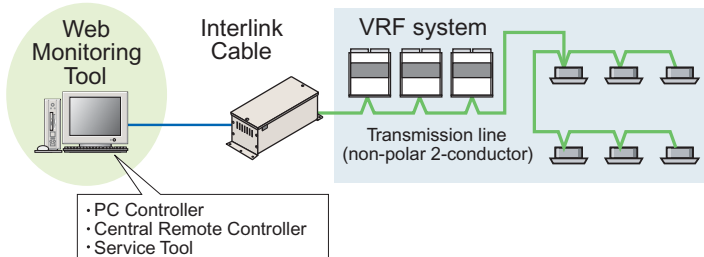 Web
Monitoring
Tool
Interlink
Cable
VRF system
Transmission line
(non-polar 2-conductor)
・PC Controller
・Central Remote Controller
・Service Tool